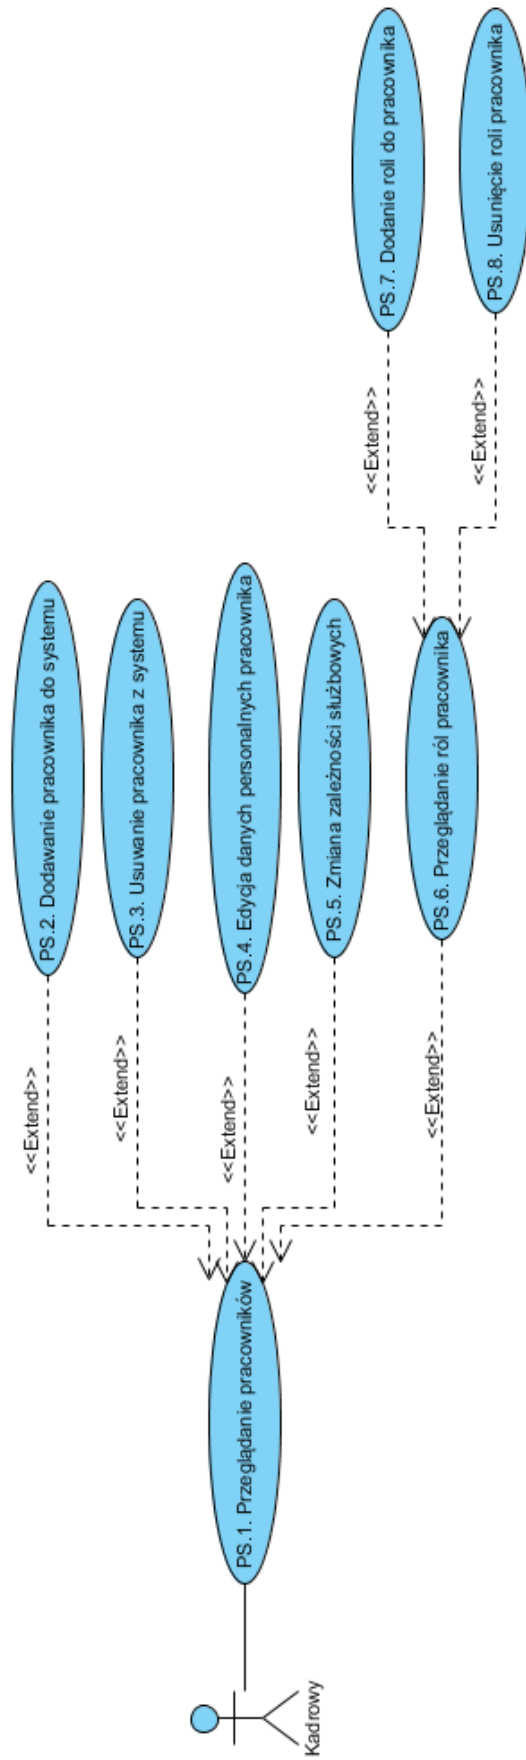 Kadrowy
PS.1. Przeglądanie pracowników
<<Extend>>
<<Extend>>
<<Extend>>
<<Extend>>
<<Extend>>
PS.2. Dodawanie pracownika do systemu
PS.3. Usuwanie pracownika z systemu
PS.4. Edycja danych personalnych pracownika
PS.5. Zmiana zależności służbowych
PS.6. Przeglądanie ról pracownika
<<Extend>>
<<Extend>>
PS.7. Dodanie roli do pracownika
PS.8. Usunięcie roli pracownika